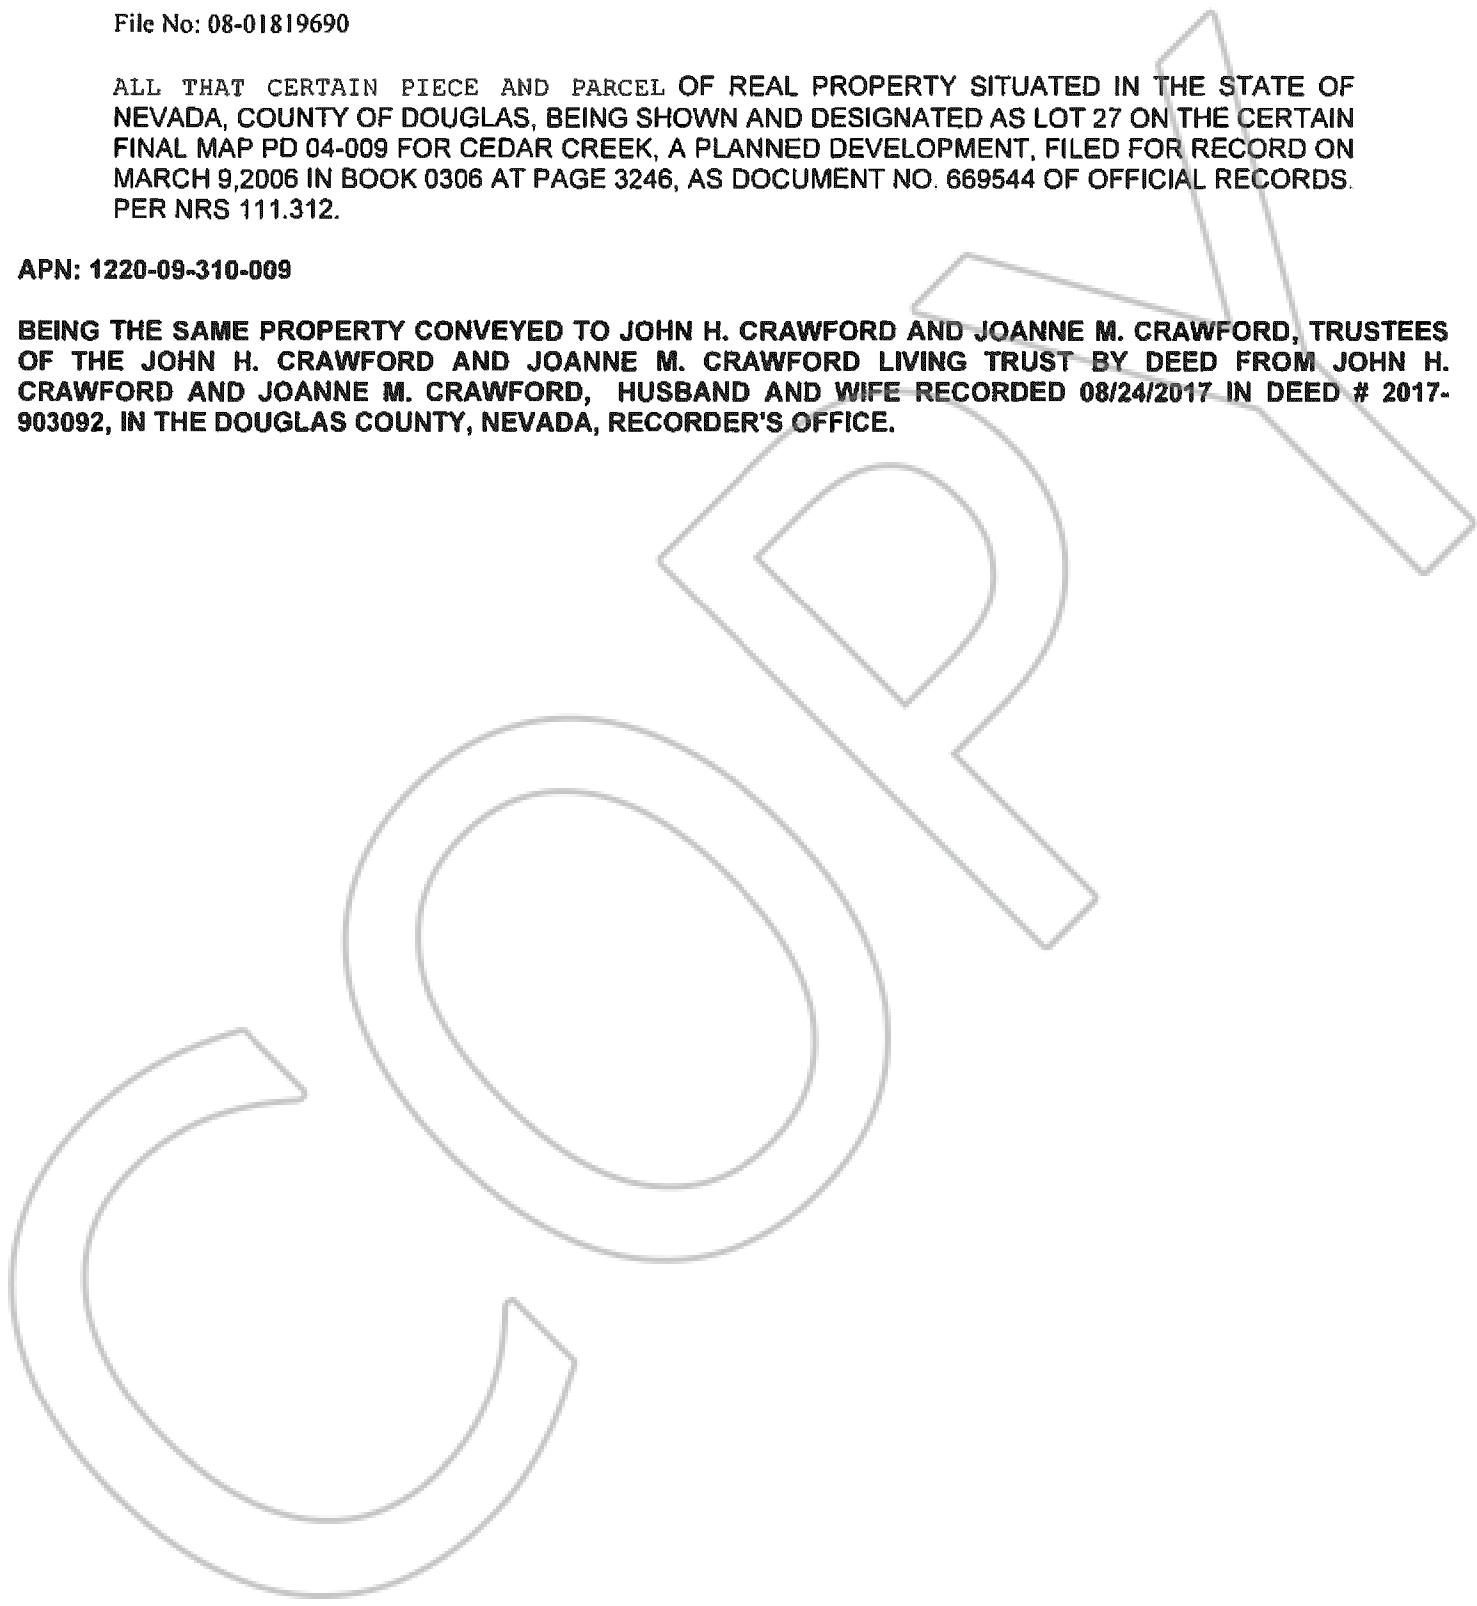 File No: 08-01819690
ALL THAT CERTAIN PIECE AND PARCEL OF REAL PROPERTY SITUATED IN THE STATE OF
NEVADA, COUNTY OF DOUGLAS, BEING SHOWN AND DESIGNATED AS LOT 27 ON THE CERTAIN
FINAL MAP PD 04-009 FOR CEDAR CREEK, A PLANNED DEVELOPMENT, FILED FOR RECORD ON
MARCH 9,2006 IN BOOK 0306 AT PAGE 3246, AS DOCUMENT NO. 669544 OF OFFICIAL RECORDS.
PER NRS 111.312.
APN: 1220-09-310-009
BEING THE SAME PROPERTY CONVEYED TO JOHN H. CRAWFORD AND JOANNE M. CRAWFORD, TRUSTEES
OF THE JOHN H. CRAWFORD AND JOANNE M. CRAWFORD LIVING TRUST BY DEED FROM JOHN H.
CRAWFORD AND JOANNE M. CRAWFORD, HUSBAND AND WIFE RECORDED 08/24/2017 IN DEED # 2017-
903092, IN THE DOUGLAS COUNTY, NEVADA, RECORDER'S OFFICE.
COPY